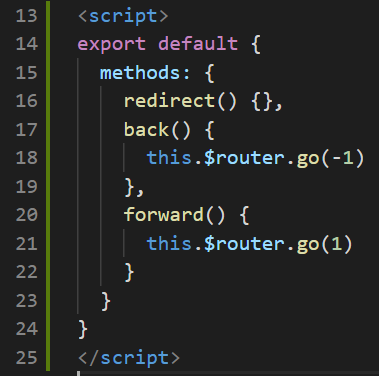 13 <script>
14 export default {
15   methods: {
16     redirect() {},
17     back() {
18       this.$router.go(-1)
19     },
20     forward() {
21       this.$router.go(1)
22     }
23   }
24 }
25 </script>